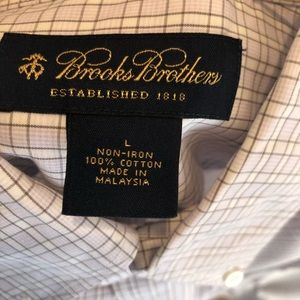 Brooks Brothers
ESTABLISHED 1818
L
NON-IRON
100% COTTON
MADE IN
MALAYSIA